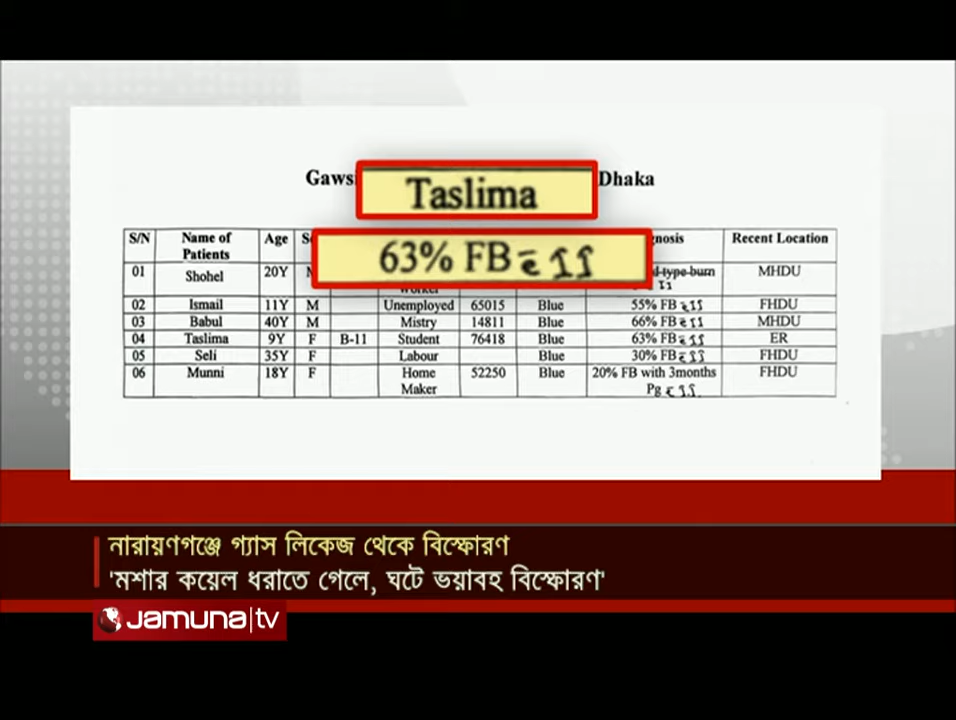 Gaws Dhaka
Taslima
63% FB
S/N Name of Patients Age Recent Location
01 Shohel 20Y type burn MHDU
02 Ismail 11Y M Unemployed 65015 Blue 55% FB FHDU
03 Babul 40Y M Mistry 14811 Blue 66% FB MHDU
04 Taslima 9Y F B-11 Student 76418 Blue 63% FB ER
05 Seli 35Y F Labour Blue 30% FB FHDU
06 Munni 18Y F Home Maker 52250 Blue 20% FB with 3months Pg FHDU
নারায়ণগঞ্জে গ্যাস লিকেজ থেকে বিস্ফোরণ
'মশার কয়েল ধরাতে গেলে, ঘটে ভয়াবহ বিস্ফোরণ'
Jamuna|tv